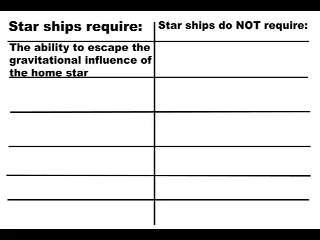 Star ships require:
Star ships do NOT require:
The ability to escape the
gravitational influence of
the home star